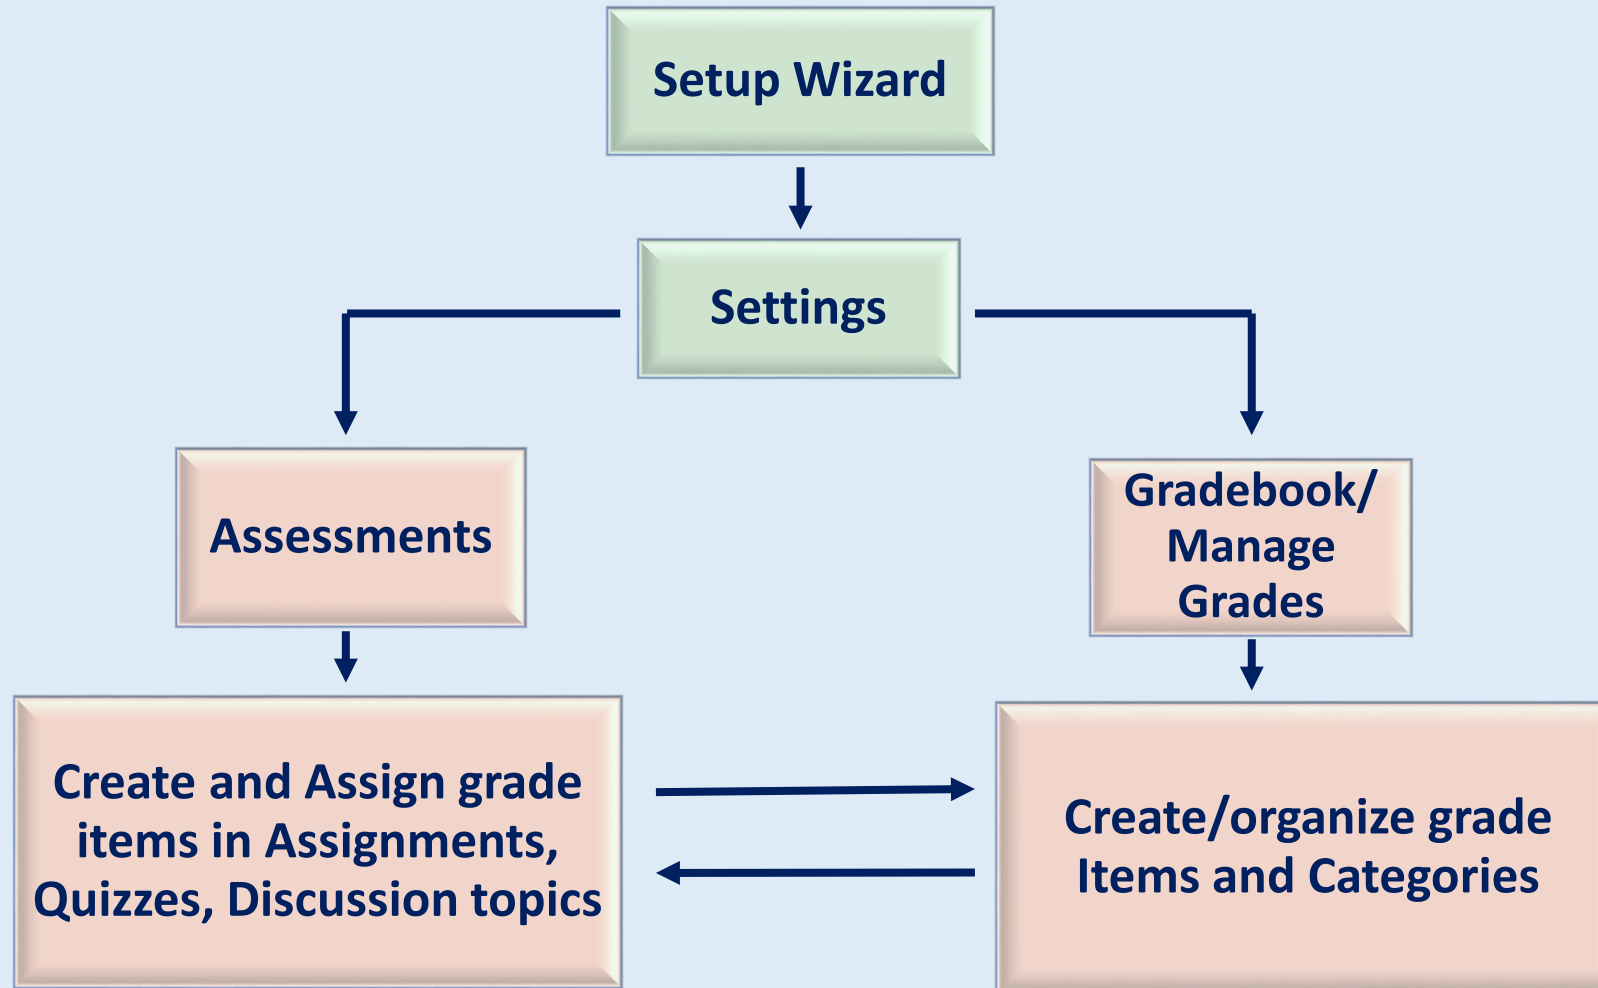 Setup Wizard
Settings
Assessments
Gradebook/
Manage
Grades
Create and Assign grade
items in Assignments,
Quizzes, Discussion topics
Create/organize grade
Items and Categories